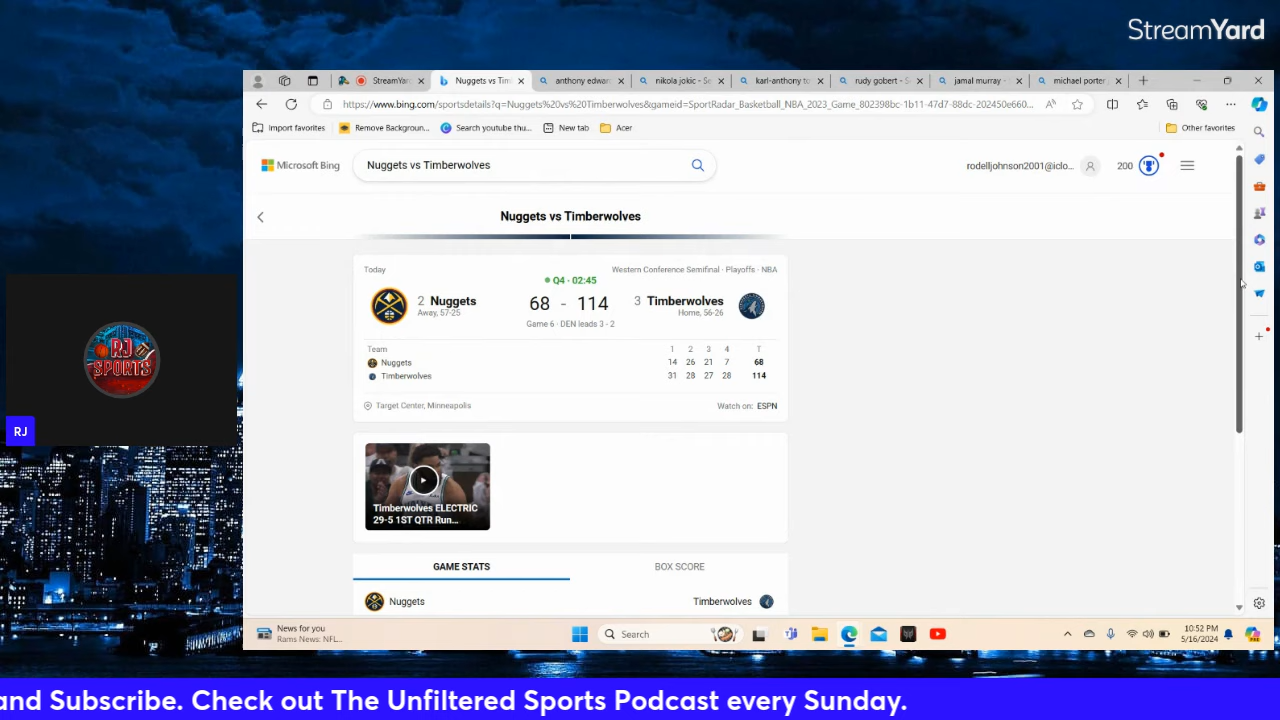 StreamYard
StreamYar
Nuggets vs Tim
anthony edwar
nikola jokic - Se
karl-anthony to
rudy gobert - S
jamal murray -
michael porter
https://www.bing.com/sportsdetails?q=Nuggets%20vs%20Timberwolves&gameid=SportRadar_Basketball_NBA_2023_Game_802398bc-1b11-47d7-88dc-202450e660...
Import favorites
Remove Backgroun...
Search youtube thu...
New tab
Acer
Other favorites
Microsoft Bing
Nuggets vs Timberwolves
rodelljohnson2001@iclo...
200
Nuggets vs Timberwolves
Today
Western Conference Semifinal · Playoffs · NBA
Q4 · 02:45
2 Nuggets
Away, 57-25
68 - 114
3 Timberwolves
Home, 56-26
Game 6 · DEN leads 3 - 2
Team 1 2 3 4 T
Nuggets 14 26 21 7 68
Timberwolves 31 28 27 28 114
Target Center, Minneapolis
Watch on: ESPN
Timberwolves ELECTRIC
29-5 1ST QTR Run...
GAME STATS
BOX SCORE
Nuggets
Timberwolves
RJ
SPORTS
RJ
News for you
Rams News: NFL...
Search
10:52 PM
5/16/2024
and Subscribe. Check out The Unfiltered Sports Podcast every Sunday.